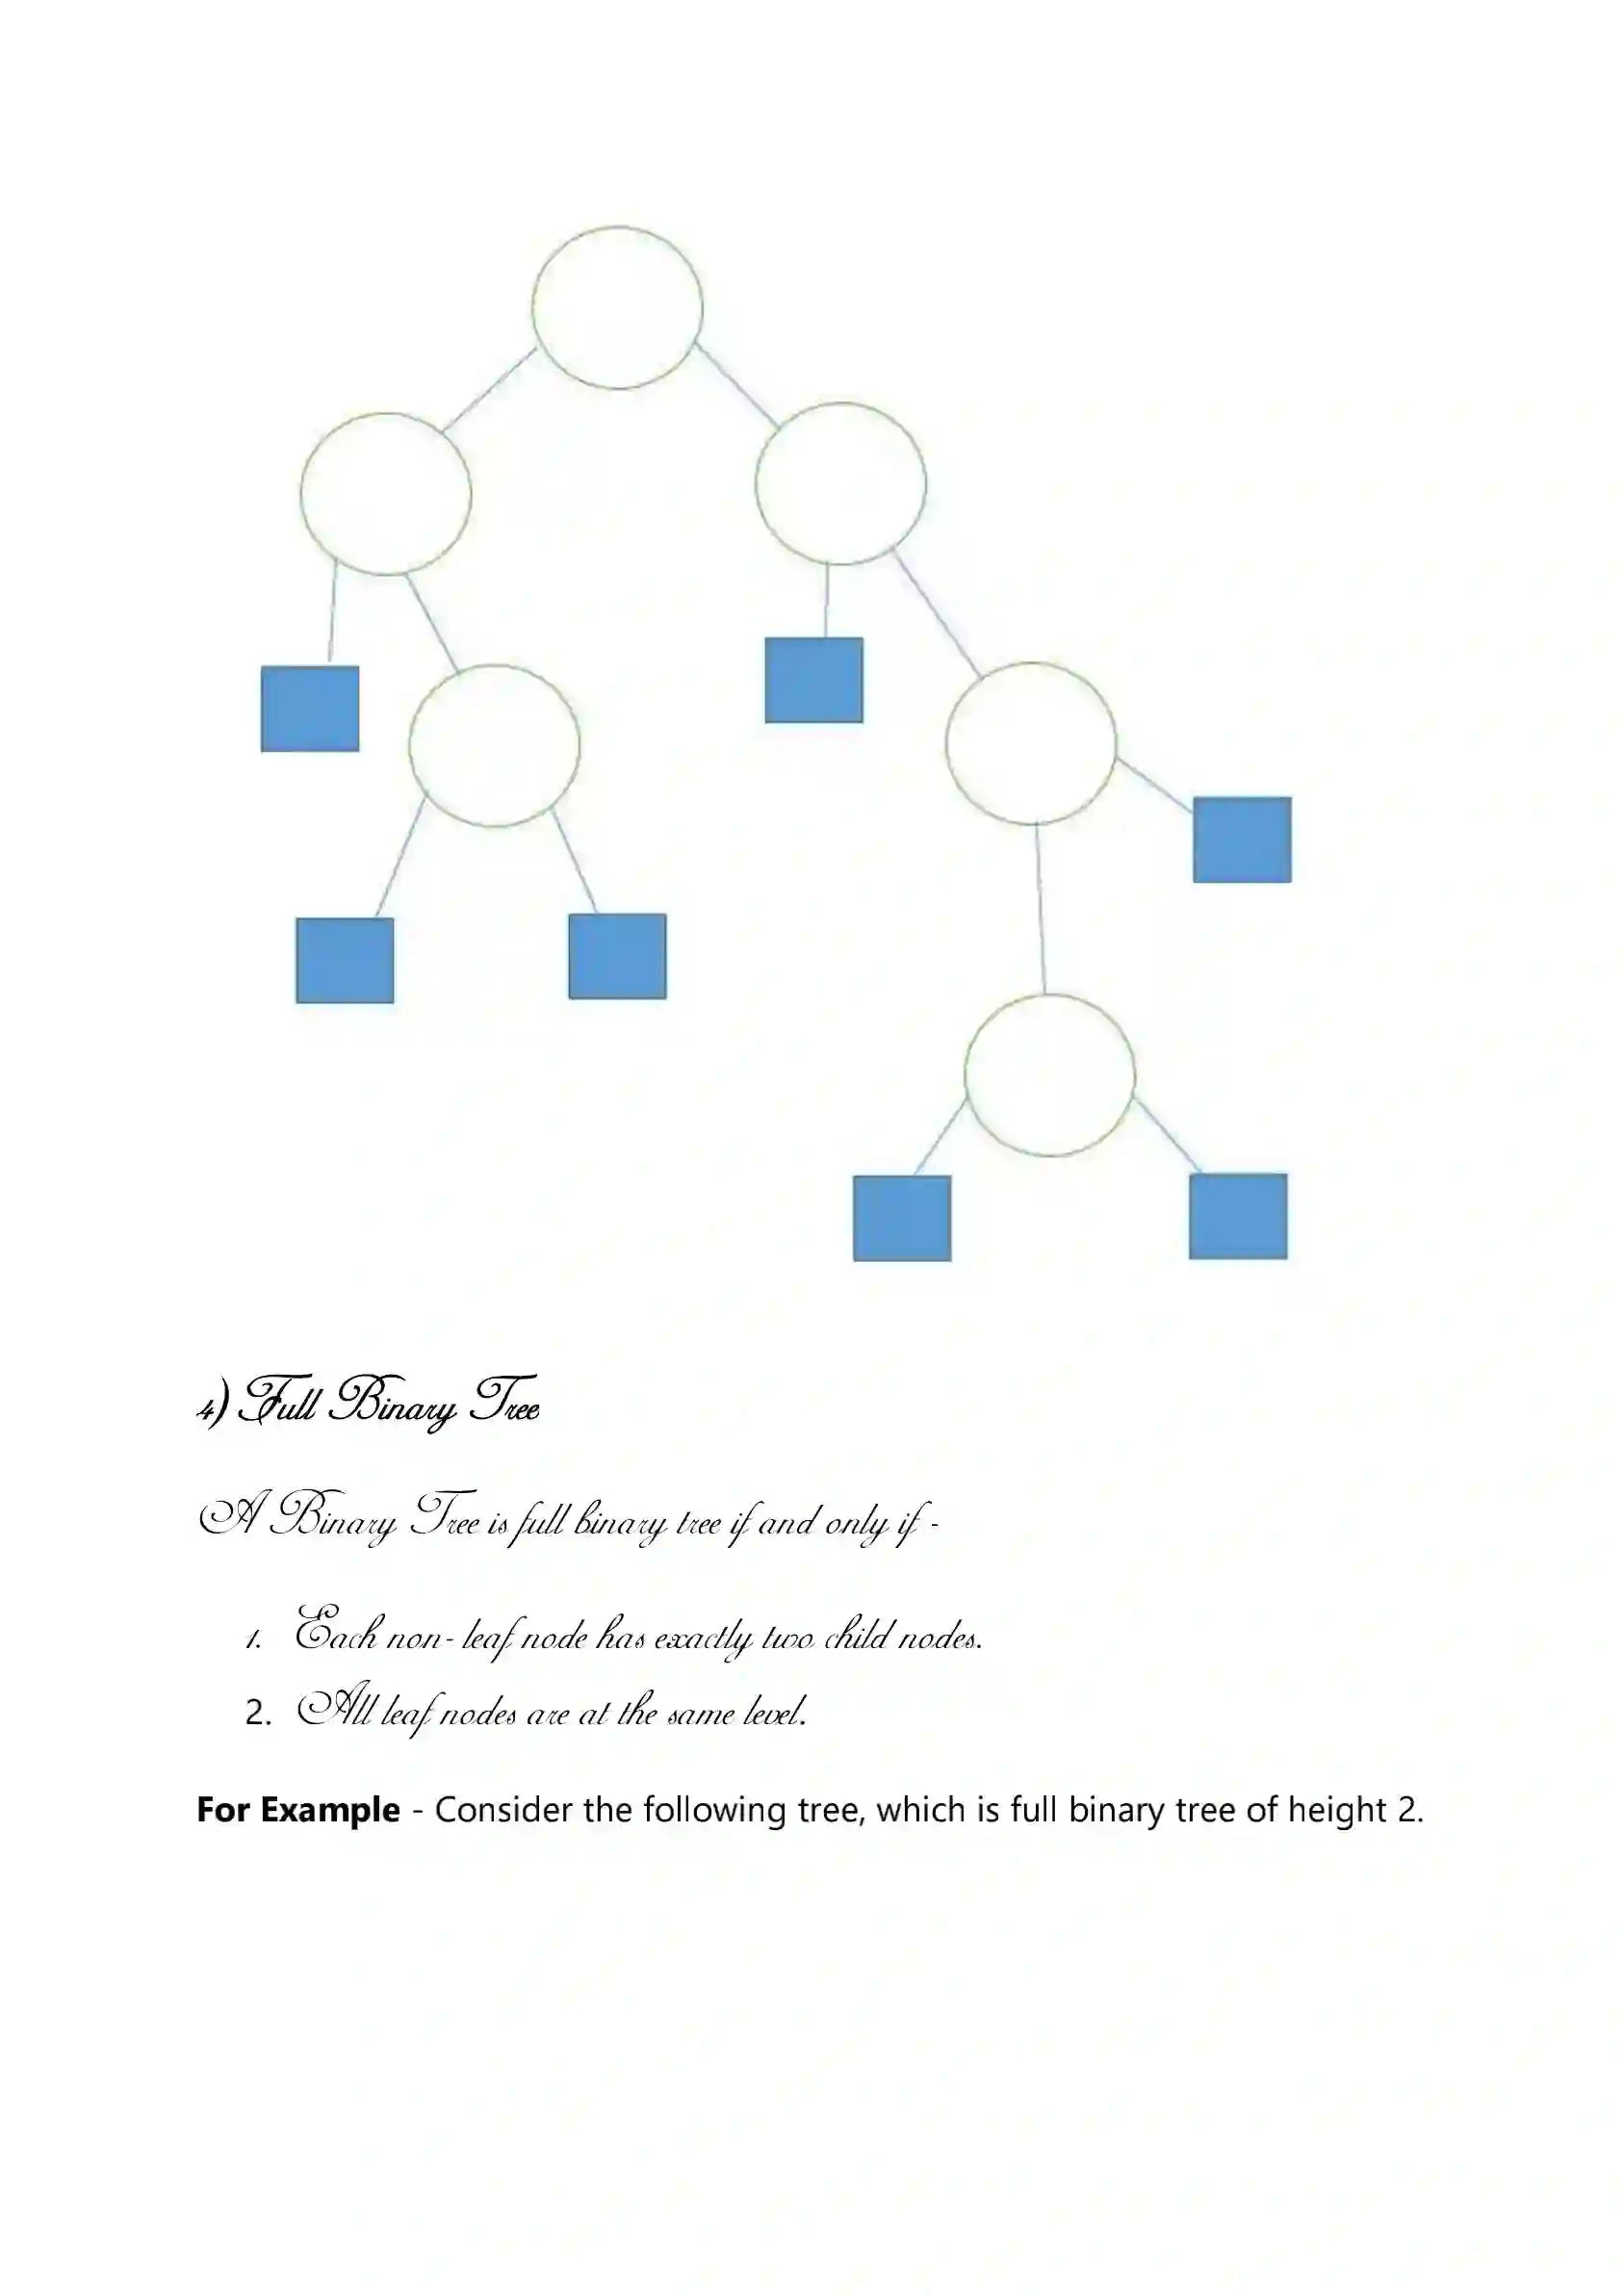 4) Full Binary Tree
A Binary Tree is full binary tree if and only if -
1. Each non- leaf node has exactly two child nodes.
2. All leaf nodes are at the same level.
For Example - Consider the following tree, which is full binary tree of height 2.